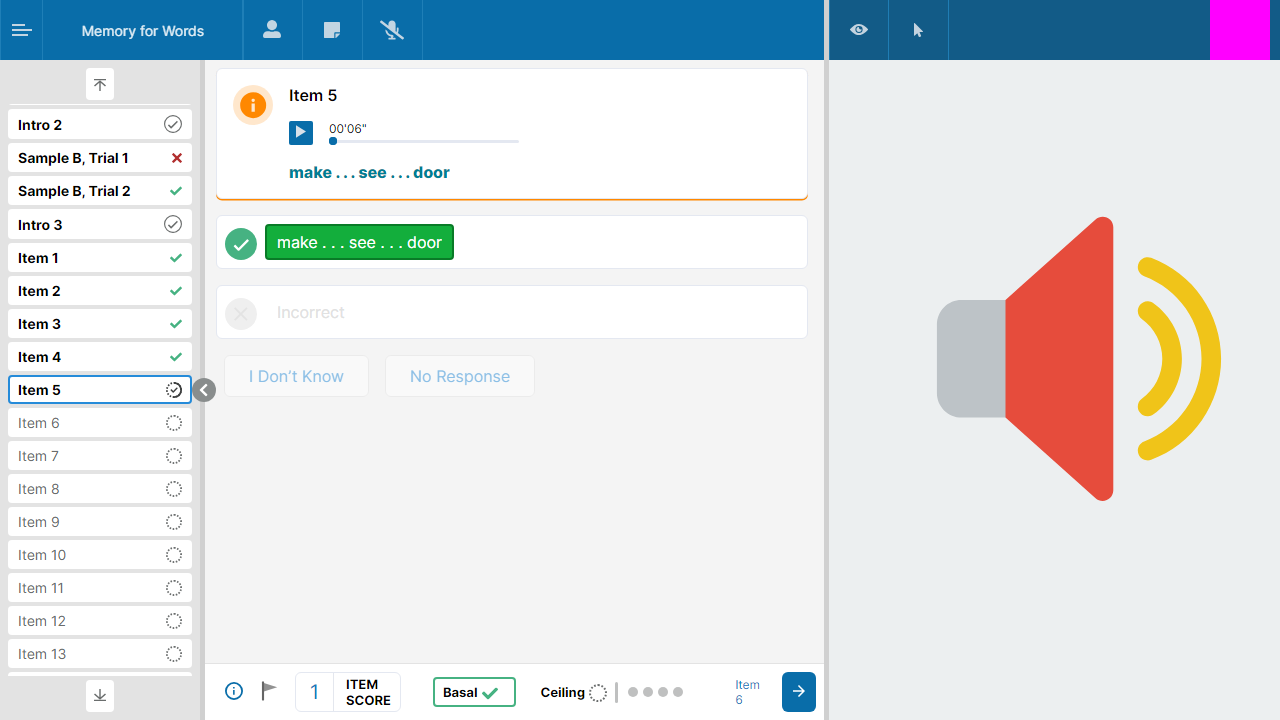 Memory for Words
Intro 2
Sample B, Trial 1
Sample B, Trial 2
Intro 3
Item 1
Item 2
Item 3
Item 4
Item 5
Item 6
Item 7
Item 8
Item 9
Item 10
Item 11
Item 12
Item 13
Item 5
00'06"
make . . . see . . . door
make . . . see . . . door
Incorrect
I Don't Know
No Response
1
ITEM
SCORE
Basal
Ceiling
Item
6